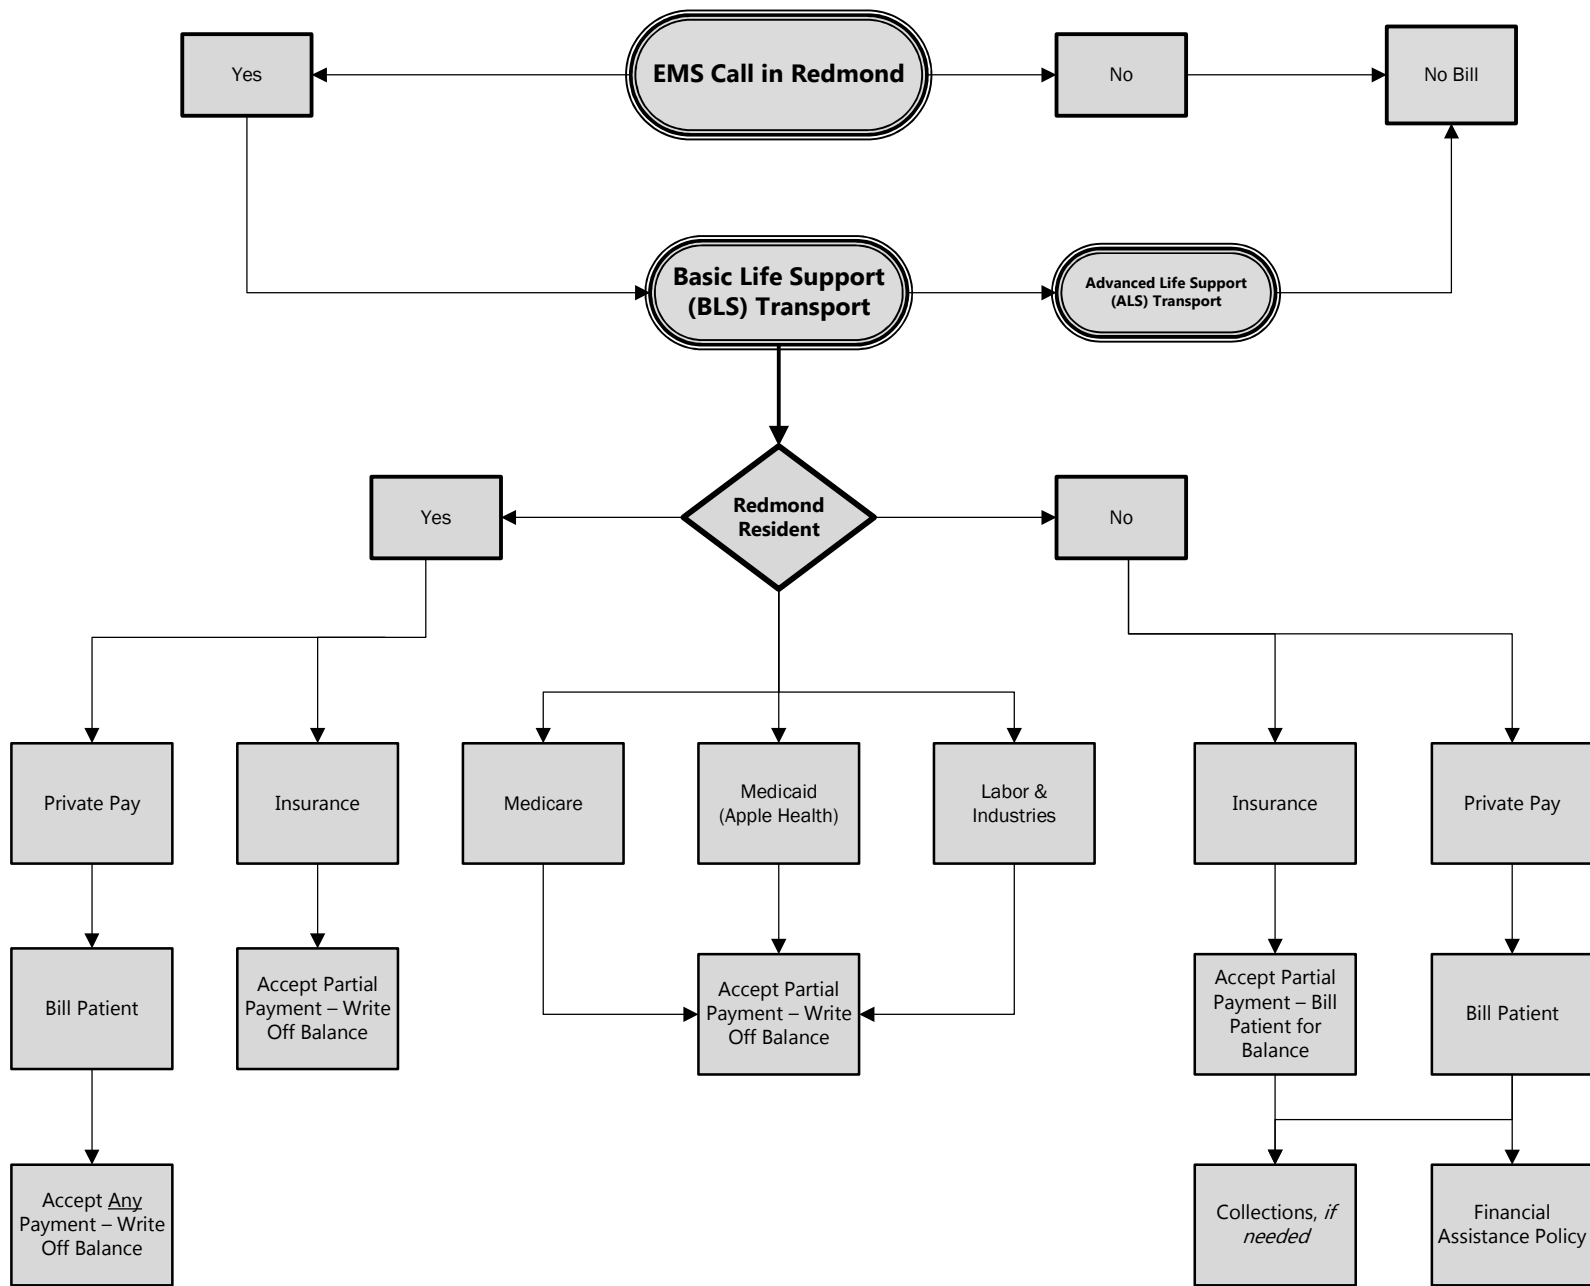 Yes
EMS Call in Redmond
No
No Bill
Basic Life Support
(BLS) Transport
Advanced Life Support
(ALS) Transport
Yes
Redmond
Resident
No
Private Pay
Insurance
Medicare
Medicaid
(Apple Health)
Labor &
Industries
Insurance
Private Pay
Bill Patient
Accept Partial
Payment – Write
Off Balance
Accept Partial
Payment – Write
Off Balance
Accept Partial
Payment – Bill
Patient for
Balance
Bill Patient
Accept Any
Payment – Write
Off Balance
Collections, if
needed
Financial
Assistance Policy